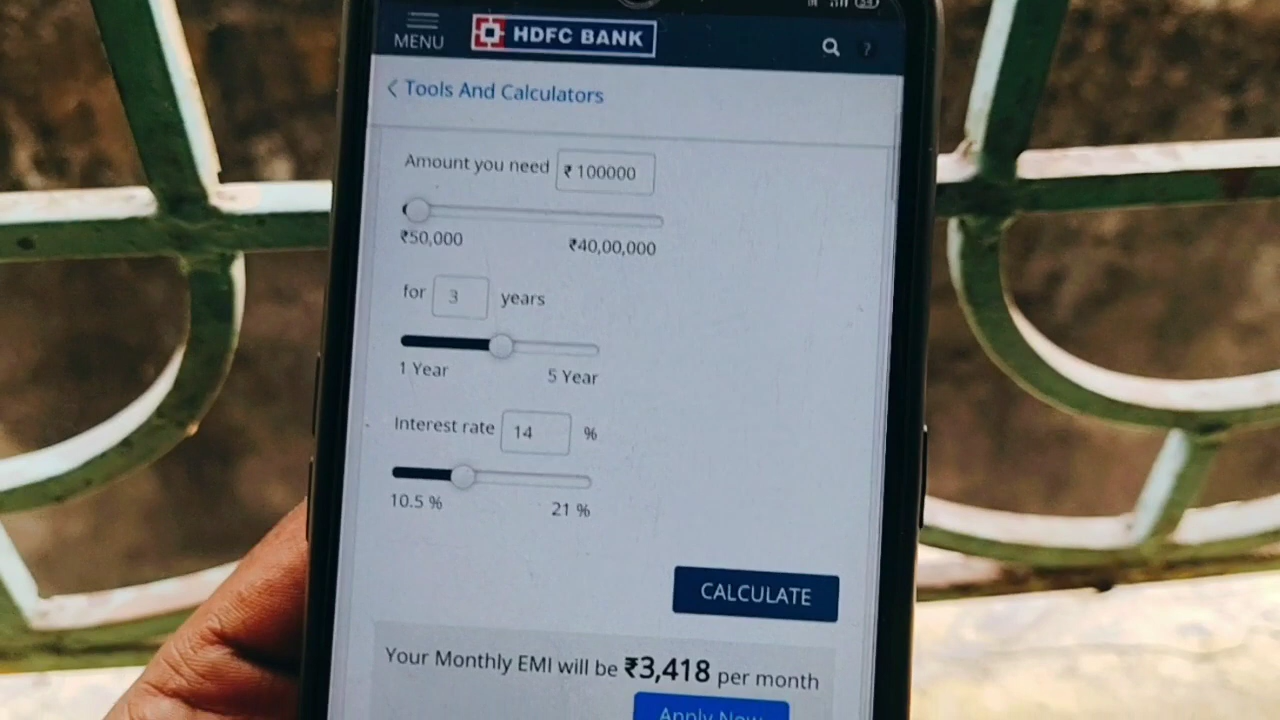 MENU
HDFC BANK
?
< Tools And Calculators
Amount you need ₹ 100000
₹50,000 ₹40,00,000
for 3 years
1 Year 5 Year
Interest rate 14 %
10.5 % 21 %
CALCULATE
Your Monthly EMI will be ₹3,418 per month
Apply Now